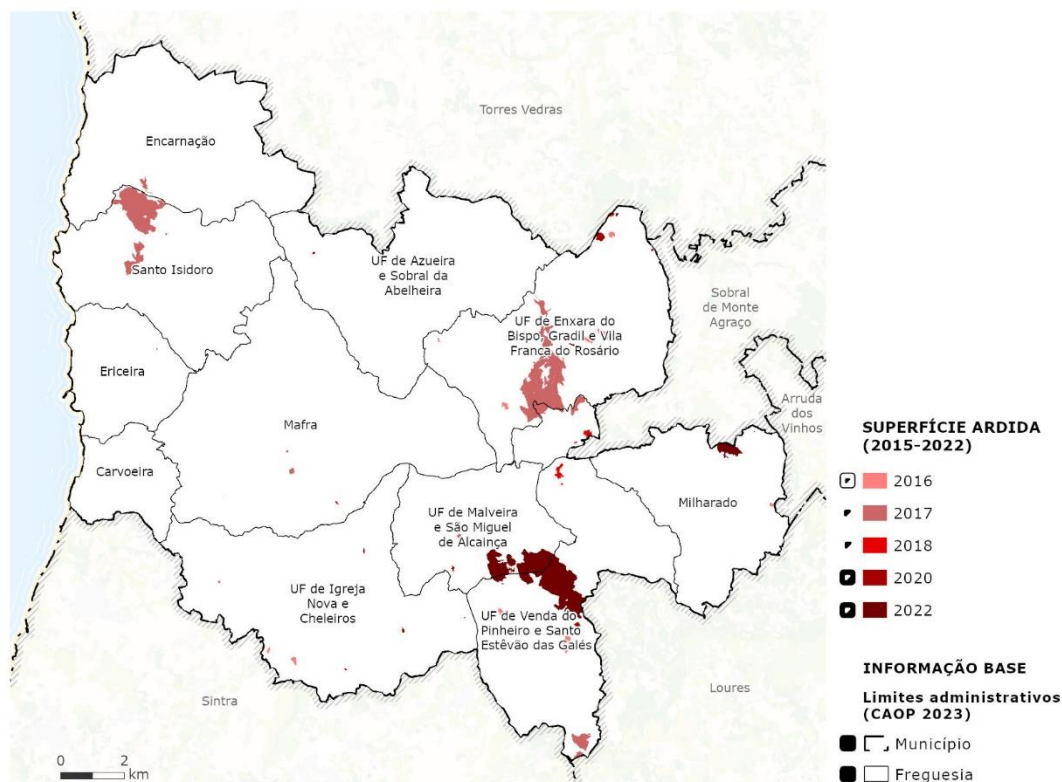 Torres Vedras
Encarnação
Santo Isidoro
UF de Azueira
e Sobral da
Abelheira
UF de Enxara do
Bispo, Gradil e Vila
Franca do Rosário
Sobral
de Monte
Agraço
Ericeira
Mafra
Arruda
dos
Vinhos
Carvoeira
UF de Malveira
e São Miguel
de Alcainça
Milharado
UF de Igreja
Nova e
Cheleiros
UF de Venda do
Pinheiro e Santo
Estêvão das Galés
Sintra
Loures
0 2
km
SUPERFÍCIE ARDIDA
(2015-2022)
2016
2017
2018
2020
2022
INFORMAÇÃO BASE
Limites administrativos
(CAOP 2023)
Município
Freguesia